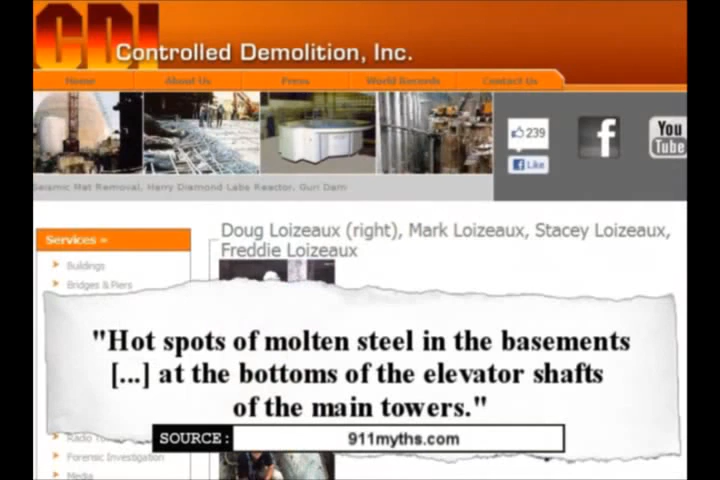 CDI
Controlled Demolition, Inc.
Home About Us Press World Records Contact Us
239
f
You
Tube
f Like
Seismic Mat Removal, Harry Diamond Labs Reactor, Guri Dam
Services »
Doug Loizeaux (right), Mark Loizeaux, Stacey Loizeaux,
Freddie Loizeaux
Buildings
Bridges & Piers
"Hot spots of molten steel in the basements
[...] at the bottoms of the elevator shafts
of the main towers."
SOURCE: 911myths.com
Radio
Forensic Investigation
Media